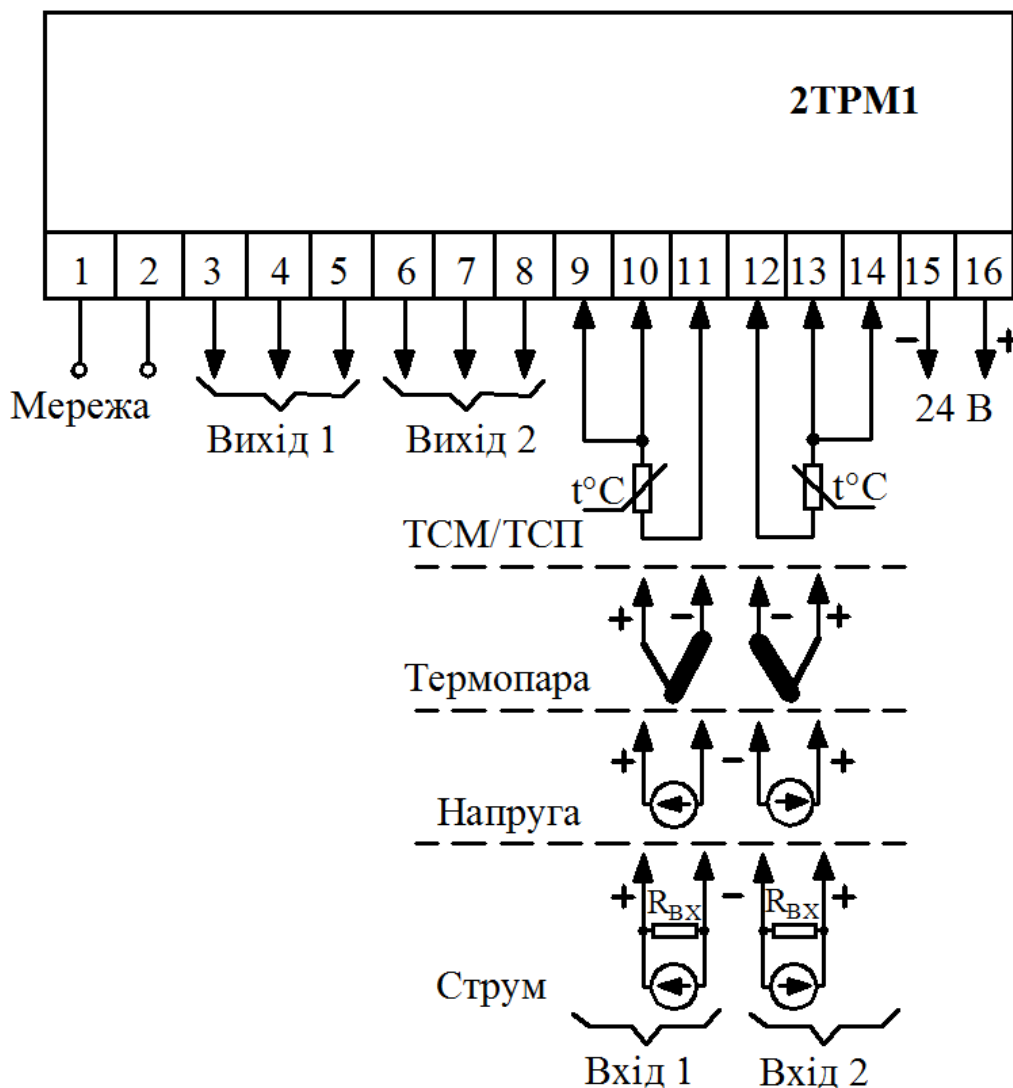 2ТРМ1
1 2 3 4 5 6 7 8 9 10 11 12 13 14 15 16
− +
Мережа
Вихід 1
Вихід 2
24 В
t°C
t°C
ТСМ/ТСП
+ − − +
Термопара
+ − +
Напруга
+ − +
Rвх
Rвх
Струм
Вхід 1
Вхід 2